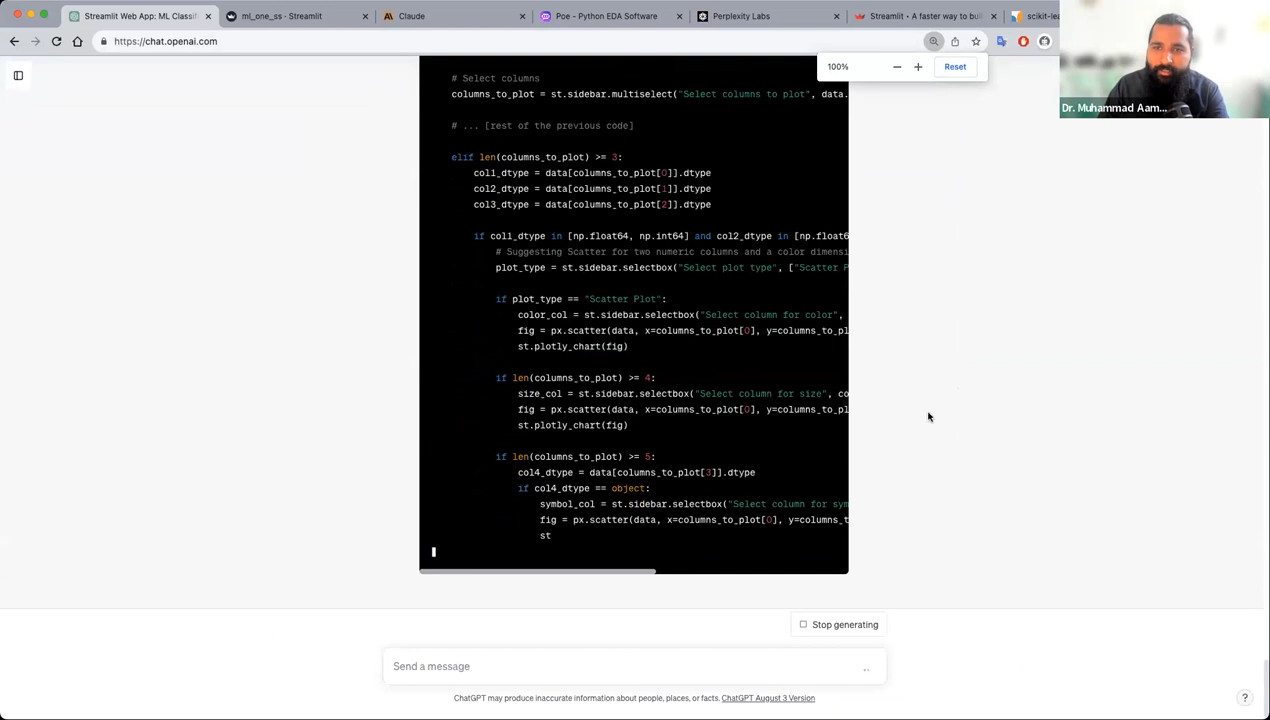 Streamlit Web App: ML Classif
ml_one_ss - Streamlit
Claude
Poe - Python EDA Software
Perplexity Labs
Streamlit • A faster way to bui
scikit-lea
https://chat.openai.com
100%
Reset
Dr. Muhammad Aam...
# Select columns
columns_to_plot = st.sidebar.multiselect("Select columns to plot", data.
# ... [rest of the previous code]
elif len(columns_to_plot) >= 3:
col1_dtype = data[columns_to_plot[0]].dtype
col2_dtype = data[columns_to_plot[1]].dtype
col3_dtype = data[columns_to_plot[2]].dtype
if col1_dtype in [np.float64, np.int64] and col2_dtype in [np.float6
# Suggesting Scatter for two numeric columns and a color dimensi
plot_type = st.sidebar.selectbox("Select plot type", ["Scatter P
if plot_type == "Scatter Plot":
color_col = st.sidebar.selectbox("Select column for color",
fig = px.scatter(data, x=columns_to_plot[0], y=columns_to_pl
st.plotly_chart(fig)
if len(columns_to_plot) >= 4:
size_col = st.sidebar.selectbox("Select column for size", co
fig = px.scatter(data, x=columns_to_plot[0], y=columns_to_pl
st.plotly_chart(fig)
if len(columns_to_plot) >= 5:
col4_dtype = data[columns_to_plot[3]].dtype
if col4_dtype == object:
symbol_col = st.sidebar.selectbox("Select column for sym
fig = px.scatter(data, x=columns_to_plot[0], y=columns_t
st
Stop generating
Send a message
ChatGPT may produce inaccurate information about people, places, or facts. ChatGPT August 3 Version
?